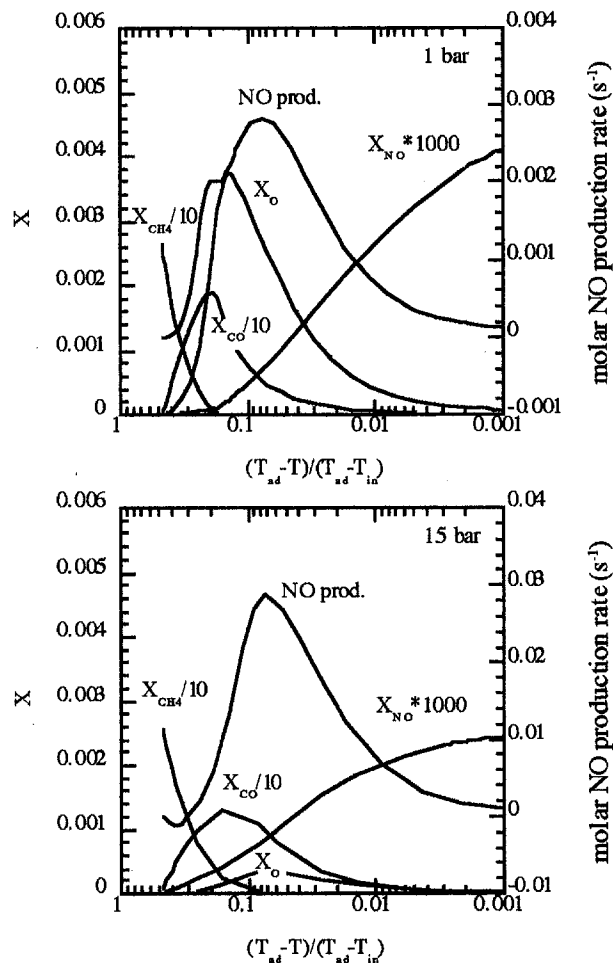 0.006
0.004
1 bar
0.005
NO prod.
0.003
X_NO*1000
0.004
0.002
X_CH4/10
X_O
X
0.003
molar NO production rate (s⁻¹)
0.001
0.002
X_CO/10
0
0.001
0
-0.001
1
0.1
0.01
0.001
(T_ad-T)/(T_ad-T_in)
0.006
0.04
15 bar
0.005
NO prod.
0.03
0.004
0.02
X_CH4/10
X_NO*1000
X
0.003
molar NO production rate (s⁻¹)
0.01
0.002
X_CO/10
0
0.001
X_O
0
-0.01
1
0.1
0.01
0.001
(T_ad-T)/(T_ad-T_in)